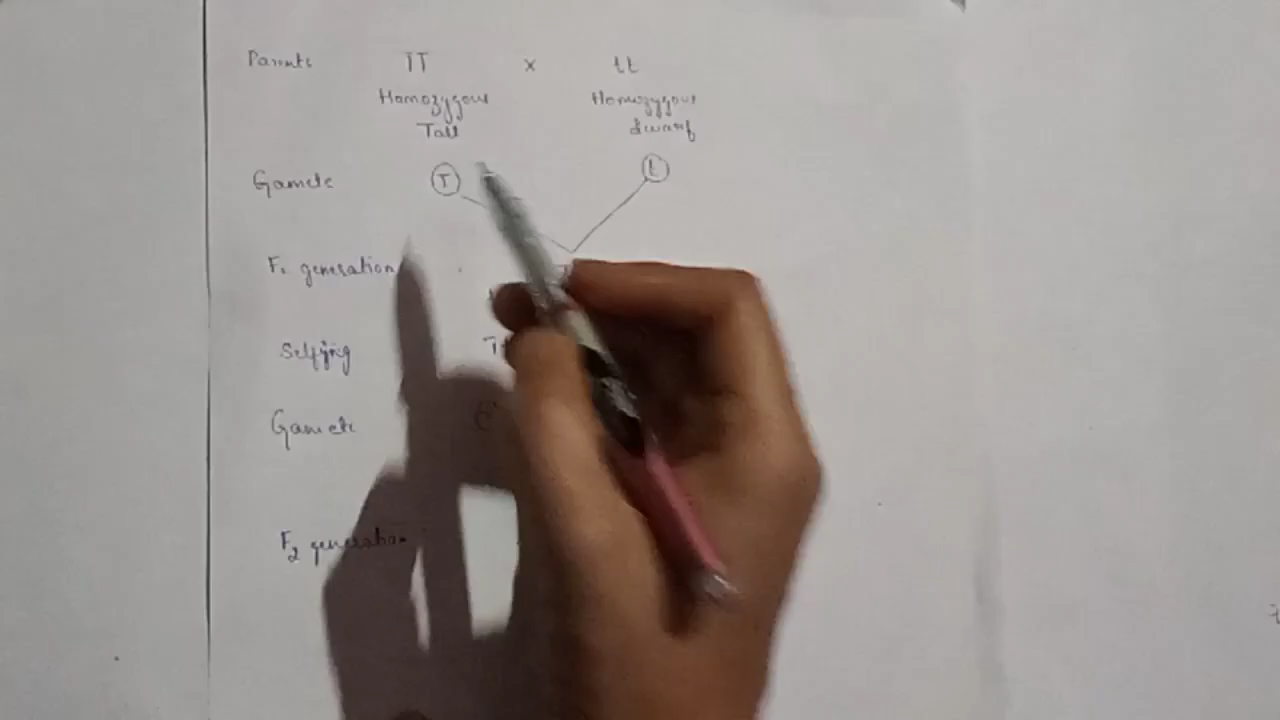 Parents TT x tt
Homozygous Homozygous
Tall dwarf
Gamete T t
F1 generation
Selfing
Gamete
F2 generation